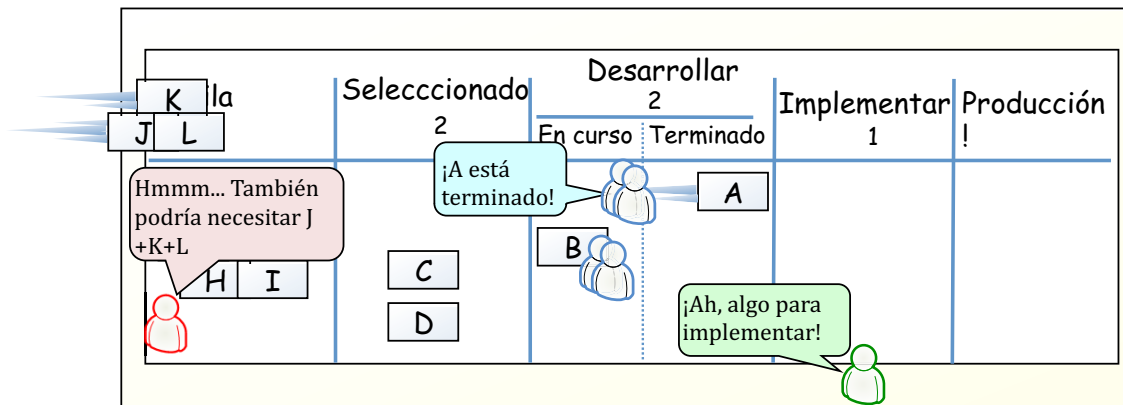 K
ila
J L
Selecccionado
2
Desarrollar
2
En curso Terminado
Implementar
1
Producción
!
Hmmm... También
podría necesitar J
+K+L
¡A está
terminado!
A
B
H I
C
D
¡Ah, algo para
implementar!